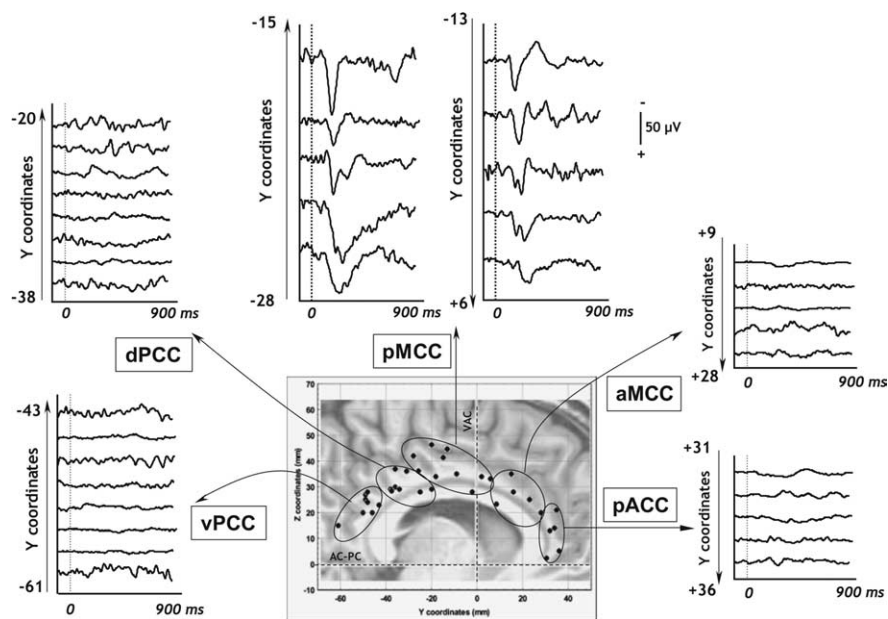 -15
-13
Y coordinates
Y coordinates
-28
+6
0
900 ms
0
900 ms
-
50 µV
+
-20
Y coordinates
-38
0
900 ms
+9
Y coordinates
+28
0
900 ms
dPCC
pMCC
aMCC
-43
Y coordinates
-61
0
900 ms
vPCC
+31
Y coordinates
+36
0
900 ms
pACC
VAC
AC-PC
Z coordinates (mm)
70
60
50
40
30
20
10
0
-10
-60
-40
-20
0
20
40
Y coordinates (mm)